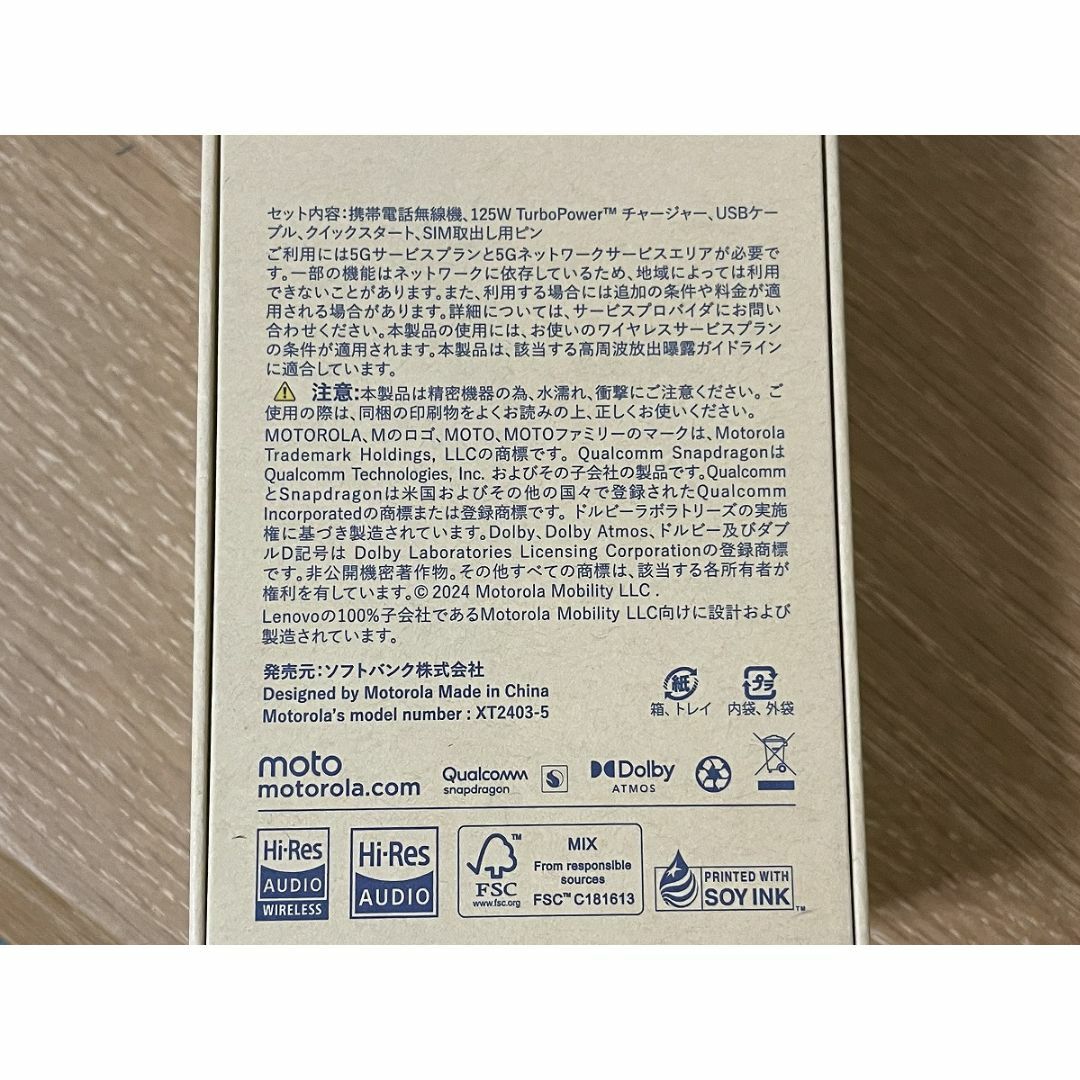 セット内容:携帯電話無線機、125W TurboPower™ チャージャー、USBケー
ブル、クイックスタート、SIM取出し用ピン
ご利用には5Gサービスプランと5Gネットワークサービスエリアが必要で
す。一部の機能はネットワークに依存しているため、地域によっては利用
できないことがあります。また、利用する場合には追加の条件や料金が適
用される場合があります。詳細については、サービスプロバイダにお問い
合わせください。本製品の使用には、お使いのワイヤレスサービスプラン
の条件が適用されます。本製品は、該当する高周波放出曝露ガイドライン
に適合しています。
注意:本製品は精密機器の為、水濡れ、衝撃にご注意ください。ご
使用の際は、同梱の印刷物をよくお読みの上、正しくお使いください。
MOTOROLA、Mのロゴ、MOTO、MOTOファミリーのマークは、Motorola
Trademark Holdings, LLCの商標です。Qualcomm Snapdragonは
Qualcomm Technologies, Inc. およびその子会社の製品です。Qualcomm
とSnapdragonは米国およびその他の国々で登録されたQualcomm
Incorporatedの商標または登録商標です。ドルビーラボラトリーズの実施
権に基づき製造されています。Dolby、Dolby Atmos、ドルビー及びダブ
ルD記号は Dolby Laboratories Licensing Corporationの登録商標
です。非公開機密著作物。その他すべての商標は、該当する各所有者が
権利を有しています。© 2024 Motorola Mobility LLC .
Lenovoの100%子会社であるMotorola Mobility LLC向けに設計および
製造されています。
発売元:ソフトバンク株式会社
Designed by Motorola Made in China
Motorola's model number : XT2403-5
紙
箱、トレイ
プラ
内袋、外袋
moto
motorola.com
Qualcomm
snapdragon
Dolby
ATMOS
Hi-Res
AUDIO
WIRELESS
Hi-Res
AUDIO
FSC™
www.fsc.org
MIX
From responsible
sources
FSC™ C181613
PRINTED WITH
SOY INK™